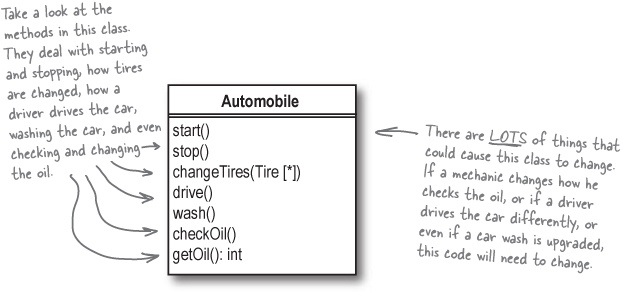 Take a look at the
methods in this class.
They deal with starting
and stopping, how tires
are changed, how a
driver drives the car,
washing the car, and even
checking and changing
the oil.
Automobile
start()
stop()
changeTires(Tire [*])
drive()
wash()
checkOil()
getOil(): int
There are LOTS of things that
could cause this class to change.
If a mechanic changes how he
checks the oil, or if a driver
drives the car differently, or
even if a car wash is upgraded,
this code will need to change.